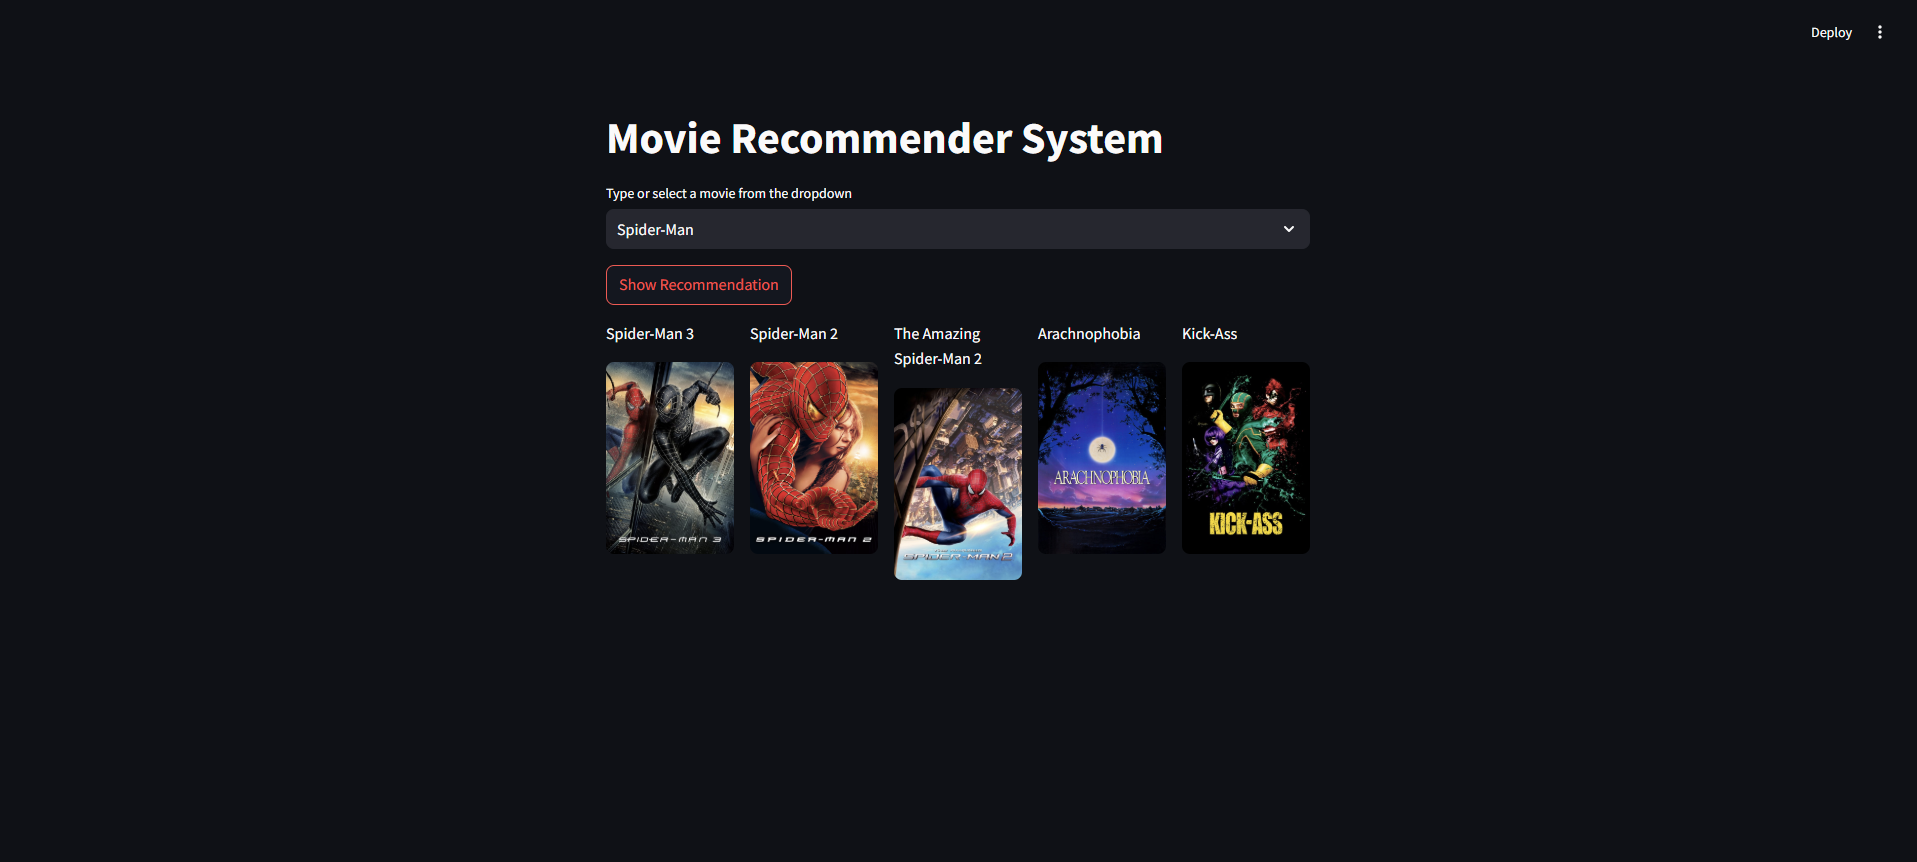 Deploy
Movie Recommender System
Type or select a movie from the dropdown
Spider-Man
Show Recommendation
Spider-Man 3
Spider-Man 2
The Amazing
Spider-Man 2
Arachnophobia
Kick-Ass
SPIDER-MAN 3
SPIDER-MAN 2
SPIDER-MAN 2
ARACHNOPHOBIA
KICK-ASS